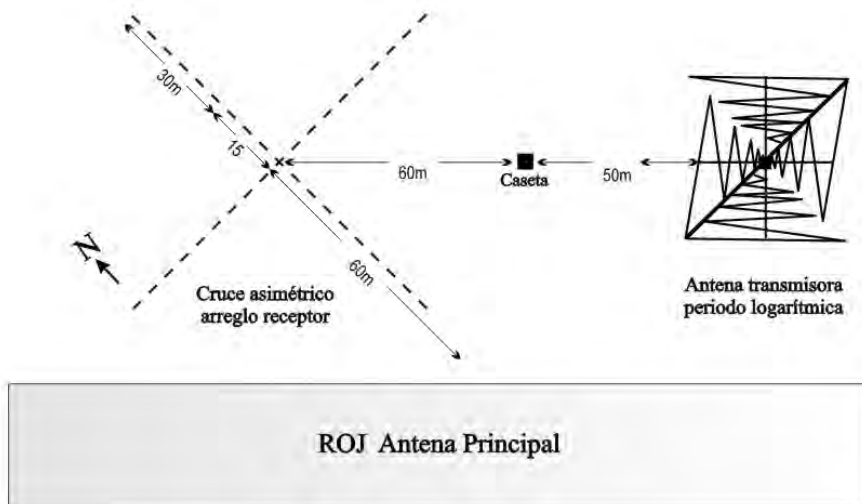 30m
15
60m
Caseta
50m
N
60m
Cruce asimétrico
arreglo receptor
Antena transmisora
periodo logarítmica
ROJ Antena Principal